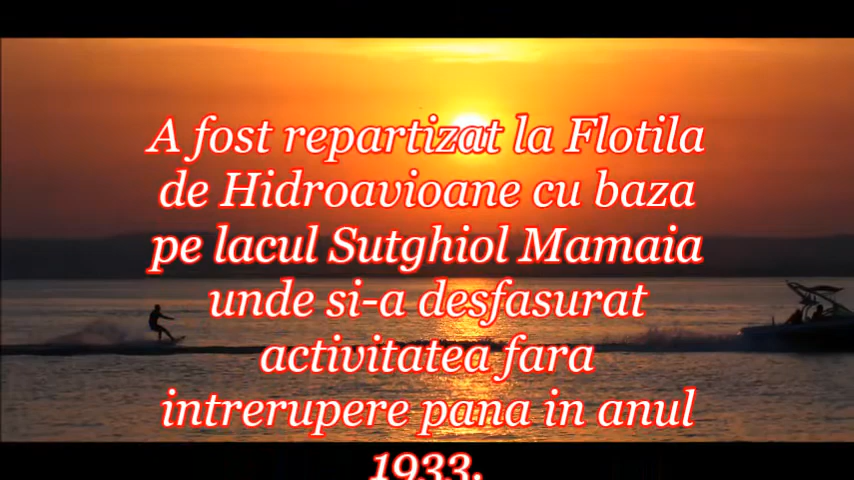 A fost repartizat la Flotila
de Hidroavioane cu baza
pe lacul Sutghiol Mamaia
unde si-a desfasurat
activitatea fara
intrerupere pana in anul
1933.